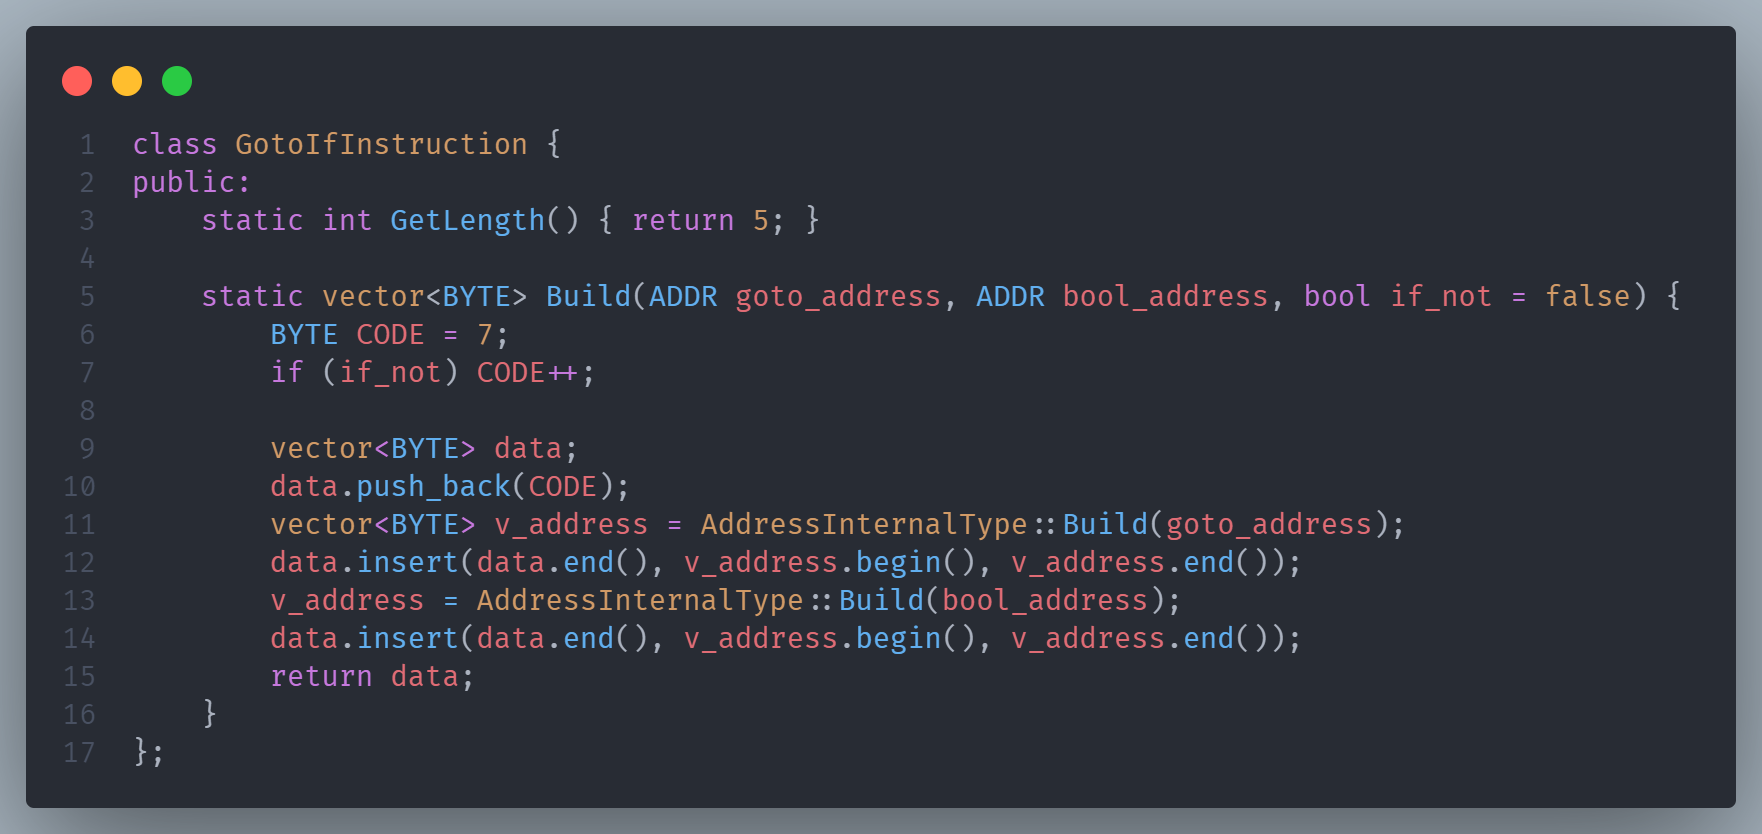 1 class GotoIfInstruction {
2 public:
3     static int GetLength() { return 5; }
4
5     static vector<BYTE> Build(ADDR goto_address, ADDR bool_address, bool if_not = false) {
6         BYTE CODE = 7;
7         if (if_not) CODE++;
8
9         vector<BYTE> data;
10         data.push_back(CODE);
11         vector<BYTE> v_address = AddressInternalType::Build(goto_address);
12         data.insert(data.end(), v_address.begin(), v_address.end());
13         v_address = AddressInternalType::Build(bool_address);
14         data.insert(data.end(), v_address.begin(), v_address.end());
15         return data;
16     }
17 };